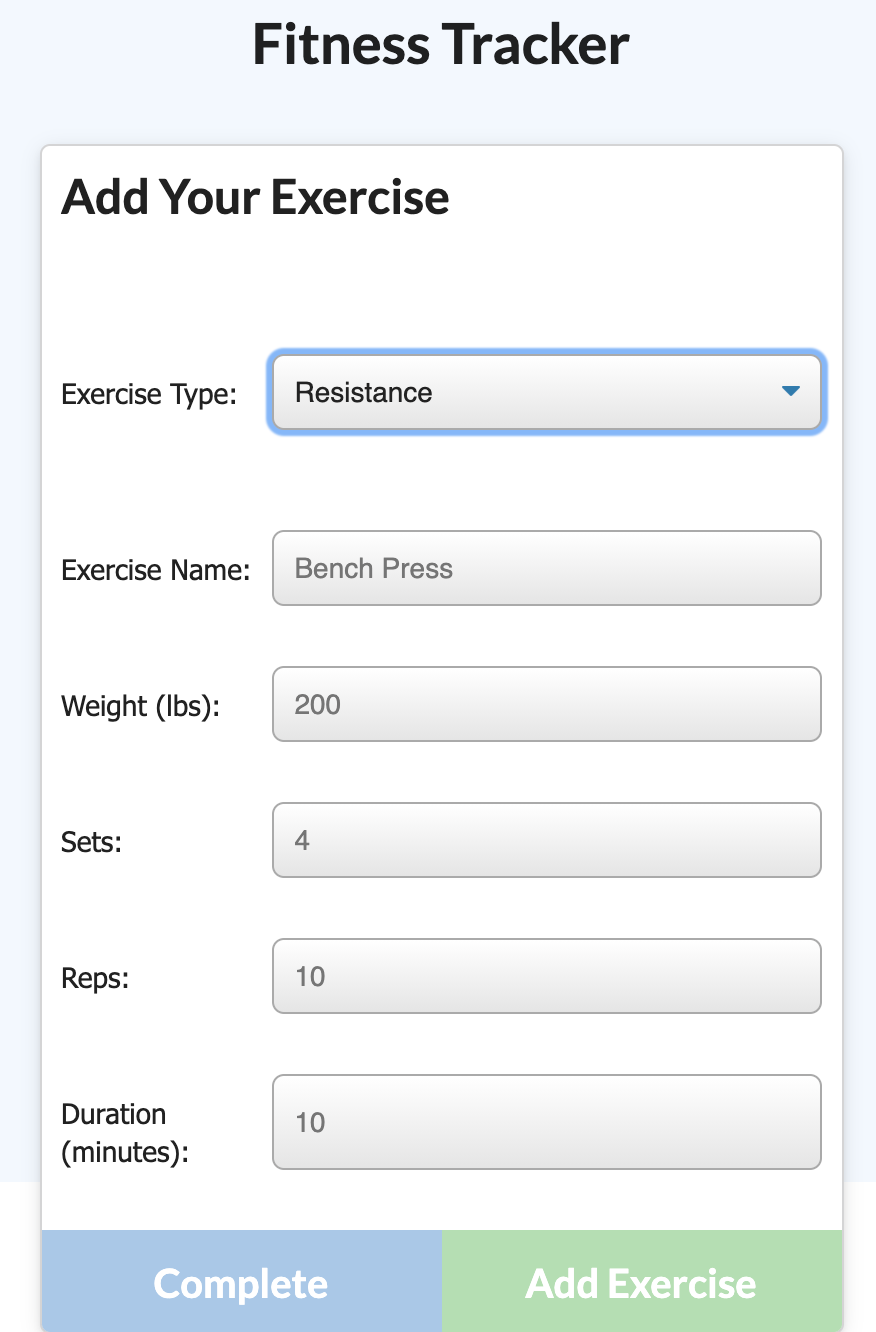 Fitness Tracker
Add Your Exercise
Exercise Type: Resistance
Exercise Name: Bench Press
Weight (lbs): 200
Sets: 4
Reps: 10
Duration
(minutes): 10
Complete Add Exercise